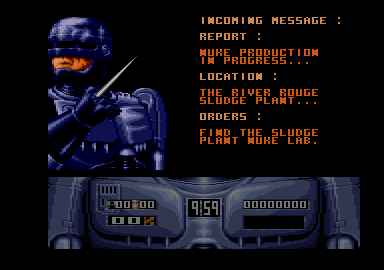 INCOMING MESSAGE :
REPORT :
NUKE PRODUCTION
IN PROGRESS...
LOCATION :
THE RIVER ROUGE
SLUDGE PLANT...
ORDERS :
FIND THE SLUDGE
PLANT NUKE LAB.
9:59
00000000
00